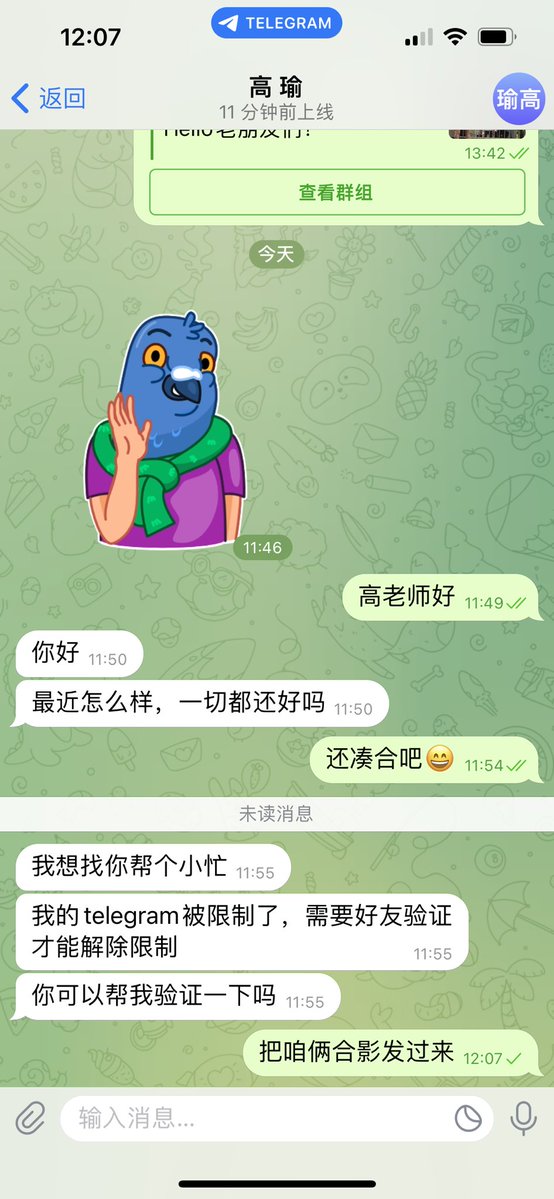 12:07
TELEGRAM
返回
高 瑜
11 分钟前上线
瑜高
Hello老朋友们!
13:42
查看群组
今天
11:46
高老师好 11:49
你好 11:50
最近怎么样，一切都还好吗 11:50
还凑合吧😄 11:54
未读消息
我想找你帮个小忙 11:55
我的telegram被限制了，需要好友验证
才能解除限制 11:55
你可以帮我验证一下吗 11:55
把咱俩合影发过来 12:07
输入消息...